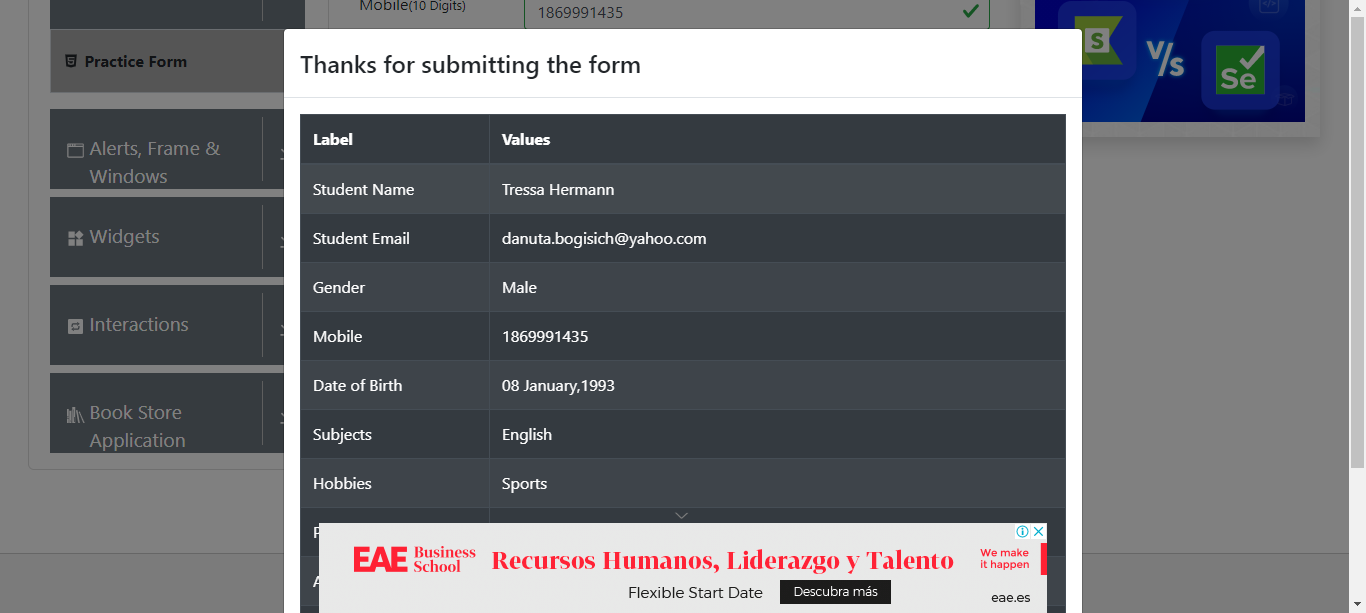 Mobile(10 Digits)
1869991435
Practice Form
Alerts, Frame &
Windows
Widgets
Interactions
Book Store
Application
Thanks for submitting the form
Label Values
Student Name Tressa Hermann
Student Email danuta.bogisich@yahoo.com
Gender Male
Mobile 1869991435
Date of Birth 08 January,1993
Subjects English
Hobbies Sports
EAE Business
School
Recursos Humanos, Liderazgo y Talento
Flexible Start Date Descubra más
We make
it happen
eae.es
S
V/s
Se